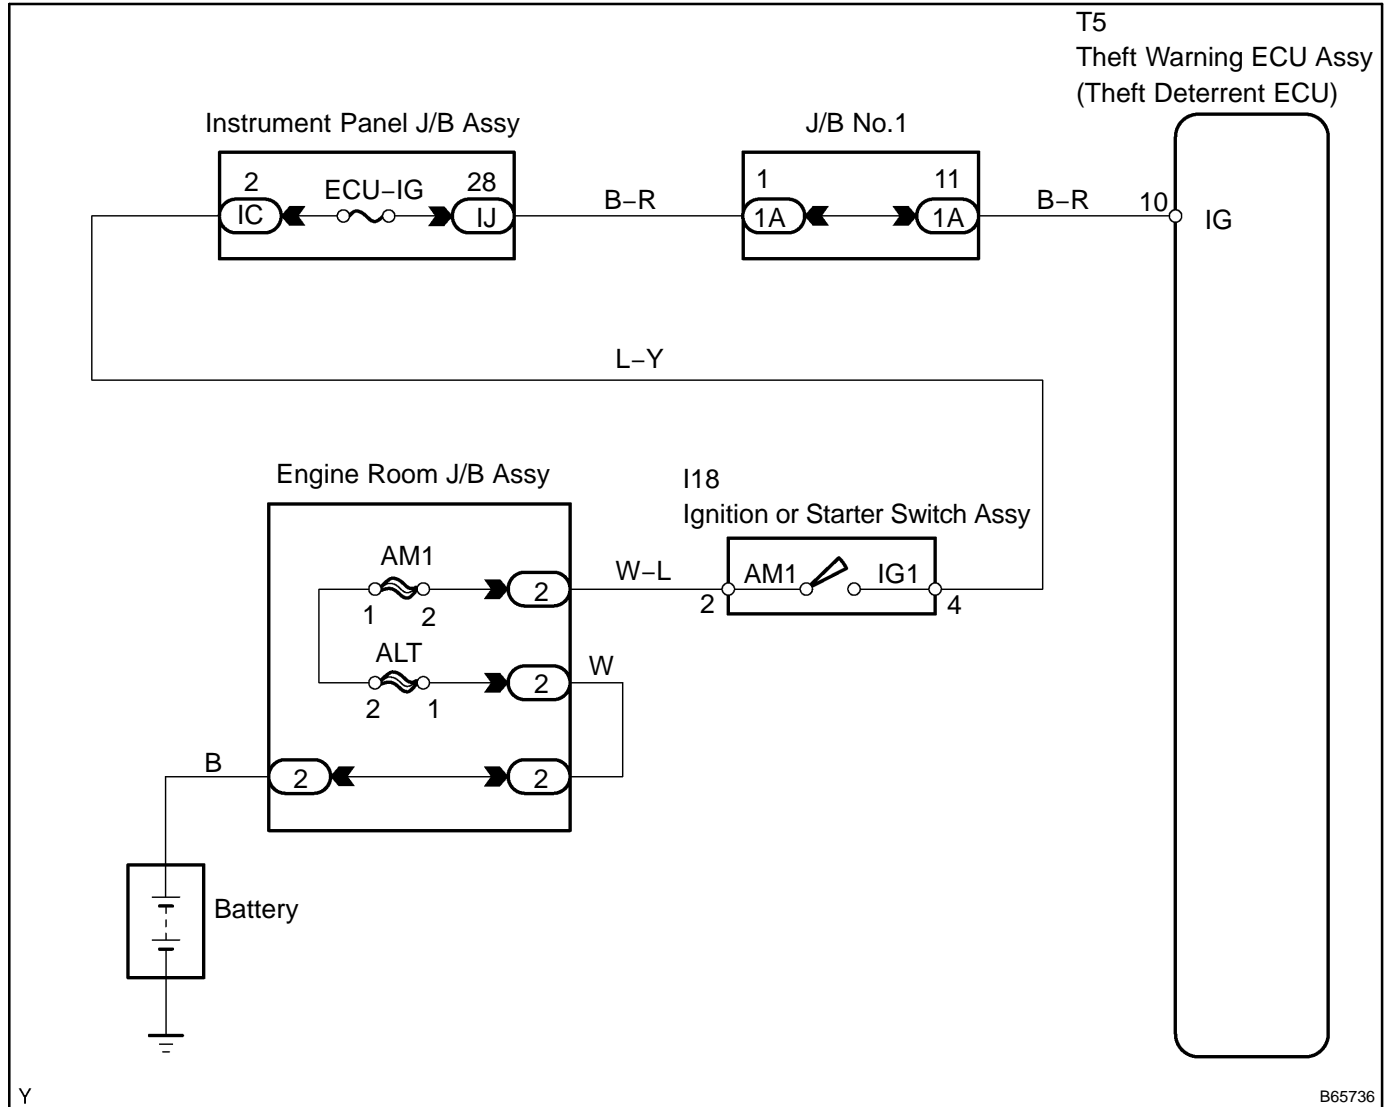 T5
Theft Warning ECU Assy
(Theft Deterrent ECU)
Instrument Panel J/B Assy
J/B No.1
2 ECU–IG 28
IC IJ
B–R
1 11
1A 1A
B–R
10 IG
L–Y
Engine Room J/B Assy
I18
Ignition or Starter Switch Assy
AM1
1 2
2
W–L
2 AM1 IG1 4
ALT
2 1
2
W
B
2 2
Battery
Y
B65736